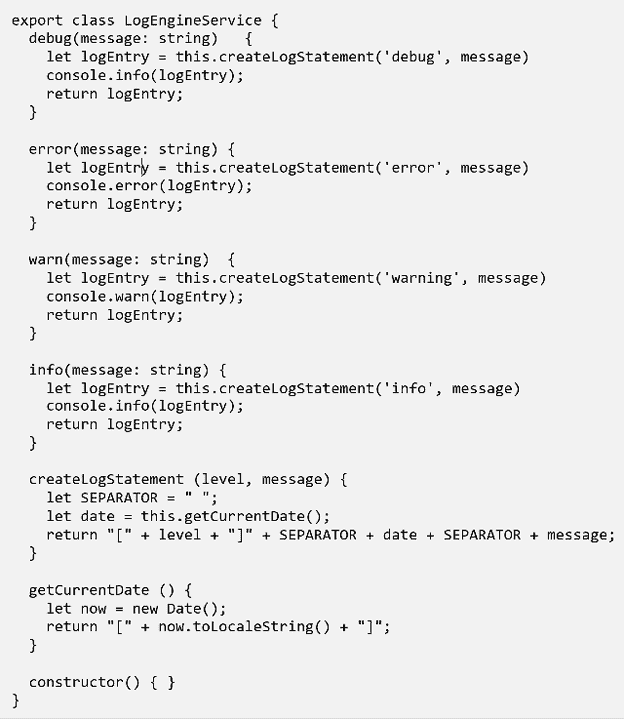 export class LogEngineService {
  debug(message: string)   {
    let logEntry = this.createLogStatement('debug', message)
    console.info(logEntry);
    return logEntry;
  }

  error(message: string) {
    let logEntry = this.createLogStatement('error', message)
    console.error(logEntry);
    return logEntry;
  }

  warn(message: string)  {
    let logEntry = this.createLogStatement('warning', message)
    console.warn(logEntry);
    return logEntry;
  }

  info(message: string) {
    let logEntry = this.createLogStatement('info', message)
    console.info(logEntry);
    return logEntry;
  }

  createLogStatement (level, message) {
    let SEPARATOR = " ";
    let date = this.getCurrentDate();
    return "[" + level + "]" + SEPARATOR + date + SEPARATOR + message;
  }

  getCurrentDate () {
    let now = new Date();
    return "[" + now.toLocaleString() + "]";
  }

  constructor() { }
}